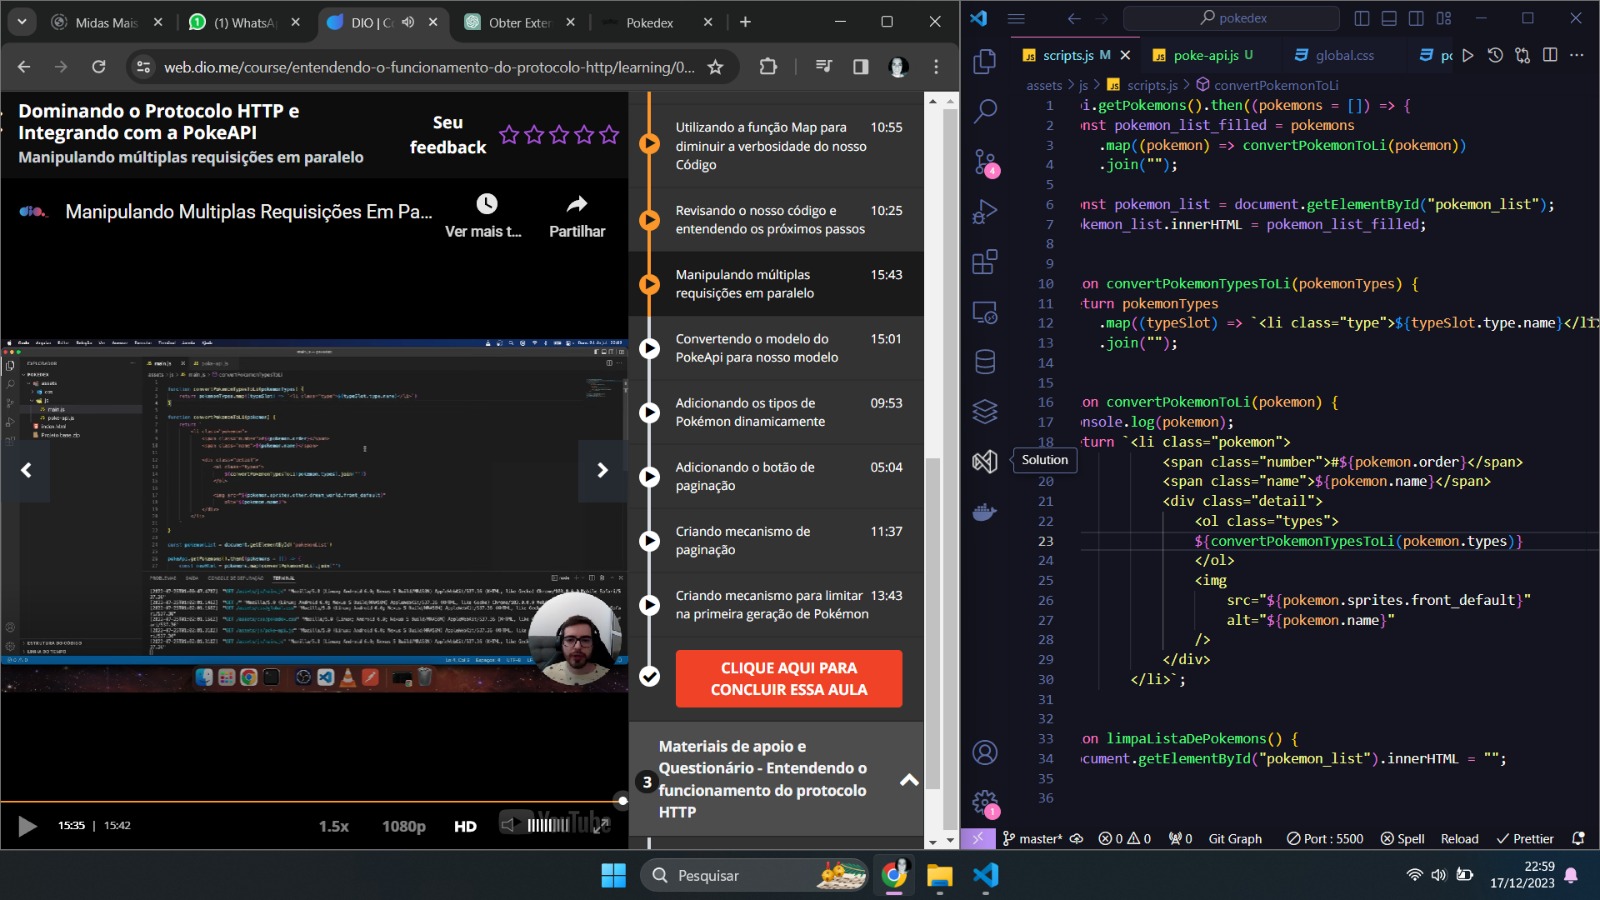 Midas Mais
(1) WhatsA
DIO | C
Obter Exter
Pokedex
web.dio.me/course/entendendo-o-funcionamento-do-protocolo-http/learning/0...
Dominando o Protocolo HTTP e
Integrando com a PokeAPI
Manipulando múltiplas requisições em paralelo
Seu
feedback
dio.
Manipulando Multiplas Requisições Em Pa...
Ver mais t...
Partilhar
15:35 | 15:42
1.5x
1080p
HD
YouTube
Utilizando a função Map para
diminuir a verbosidade do nosso
Código
10:55
Revisando o nosso código e
entendendo os próximos passos
10:25
Manipulando múltiplas
requisições em paralelo
15:43
Convertendo o modelo do
PokeApi para nosso modelo
15:01
Adicionando os tipos de
Pokémon dinamicamente
09:53
Adicionando o botão de
paginação
05:04
Criando mecanismo de
paginação
11:37
Criando mecanismo para limitar
na primeira geração de Pokémon
13:43
CLIQUE AQUI PARA
CONCLUIR ESSA AULA
3
Materiais de apoio e
Questionário - Entendendo o
funcionamento do protocolo
HTTP
pokedex
JS scripts.js M
JS poke-api.js U
global.css
pc
assets > js > JS scripts.js > convertPokemonToLi
4
Solution
1
1 i.getPokemons().then((pokemons = []) => {
2 nst pokemon_list_filled = pokemons
3 .map((pokemon) => convertPokemonToLi(pokemon))
4 .join("");
5
6 nst pokemon_list = document.getElementById("pokemon_list");
7 kemon_list.innerHTML = pokemon_list_filled;
8
9
10 on convertPokemonTypesToLi(pokemonTypes) {
11 turn pokemonTypes
12 .map((typeSlot) => `<li class="type">${typeSlot.type.name}</li
13 .join("");
14
15
16 on convertPokemonToLi(pokemon) {
17 nsole.log(pokemon);
18 turn `<li class="pokemon">
19 <span class="number">#${pokemon.order}</span>
20 <span class="name">${pokemon.name}</span>
21 <div class="detail">
22 <ol class="types">
23 ${convertPokemonTypesToLi(pokemon.types)}
24 </ol>
25 <img
26 src="${pokemon.sprites.front_default}"
27 alt="${pokemon.name}"
28 />
29 </div>
30 </li>`;
31
32
33 on limpaListaDePokemons() {
34 cument.getElementById("pokemon_list").innerHTML = "";
35
36
master*
0
0
0
Git Graph
Port : 5500
Spell
Reload
Prettier
Pesquisar
22:59
17/12/2023